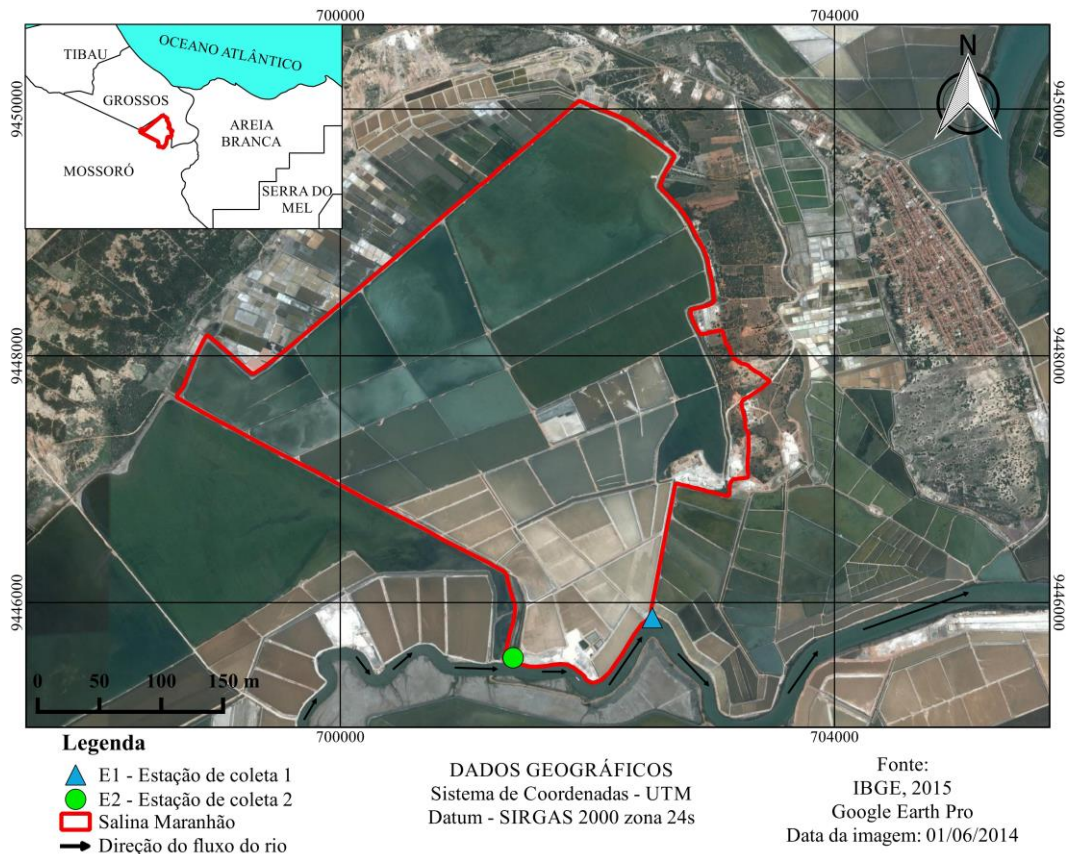 700000
704000
OCEANO ATLÂNTICO
TIBAU
GROSSOS
AREIA
BRANCA
MOSSORÓ
SERRA DO
MEL
N
9450000
9450000
9448000
9448000
9446000
9446000
0 50 100 150 m
700000
704000
Legenda
E1 - Estação de coleta 1
E2 - Estação de coleta 2
Salina Maranhão
Direção do fluxo do rio
DADOS GEOGRÁFICOS
Sistema de Coordenadas - UTM
Datum - SIRGAS 2000 zona 24s
Fonte:
IBGE, 2015
Google Earth Pro
Data da imagem: 01/06/2014